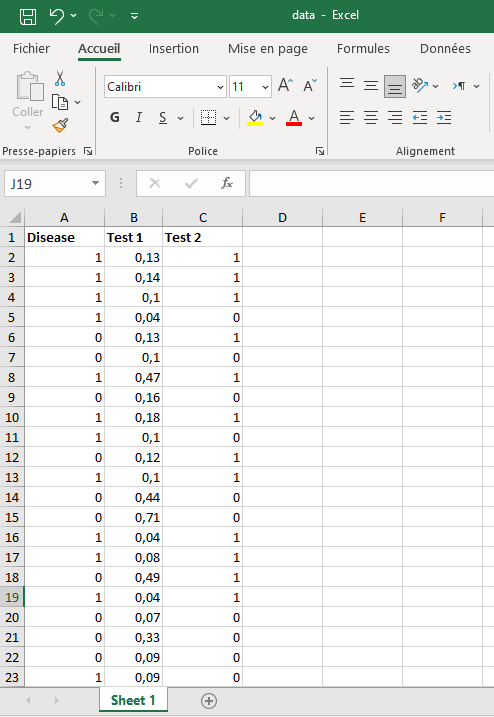 data - Excel
Fichier Accueil Insertion Mise en page Formules Données
Coller
Calibri 11 A A
G I S A
Presse-papiers Police Alignement
J19 fx
A B C D E F
1 Disease Test 1 Test 2
2 1 0,13 1
3 1 0,14 1
4 1 0,1 1
5 1 0,04 0
6 0 0,13 1
7 0 0,1 0
8 1 0,47 1
9 0 0,16 0
10 1 0,18 1
11 1 0,1 0
12 0 0,12 1
13 1 0,1 1
14 0 0,44 0
15 0 0,71 0
16 1 0,04 1
17 1 0,08 1
18 0 0,49 1
19 1 0,04 1
20 0 0,07 0
21 0 0,33 0
22 0 0,09 0
23 1 0,09 0
Sheet 1